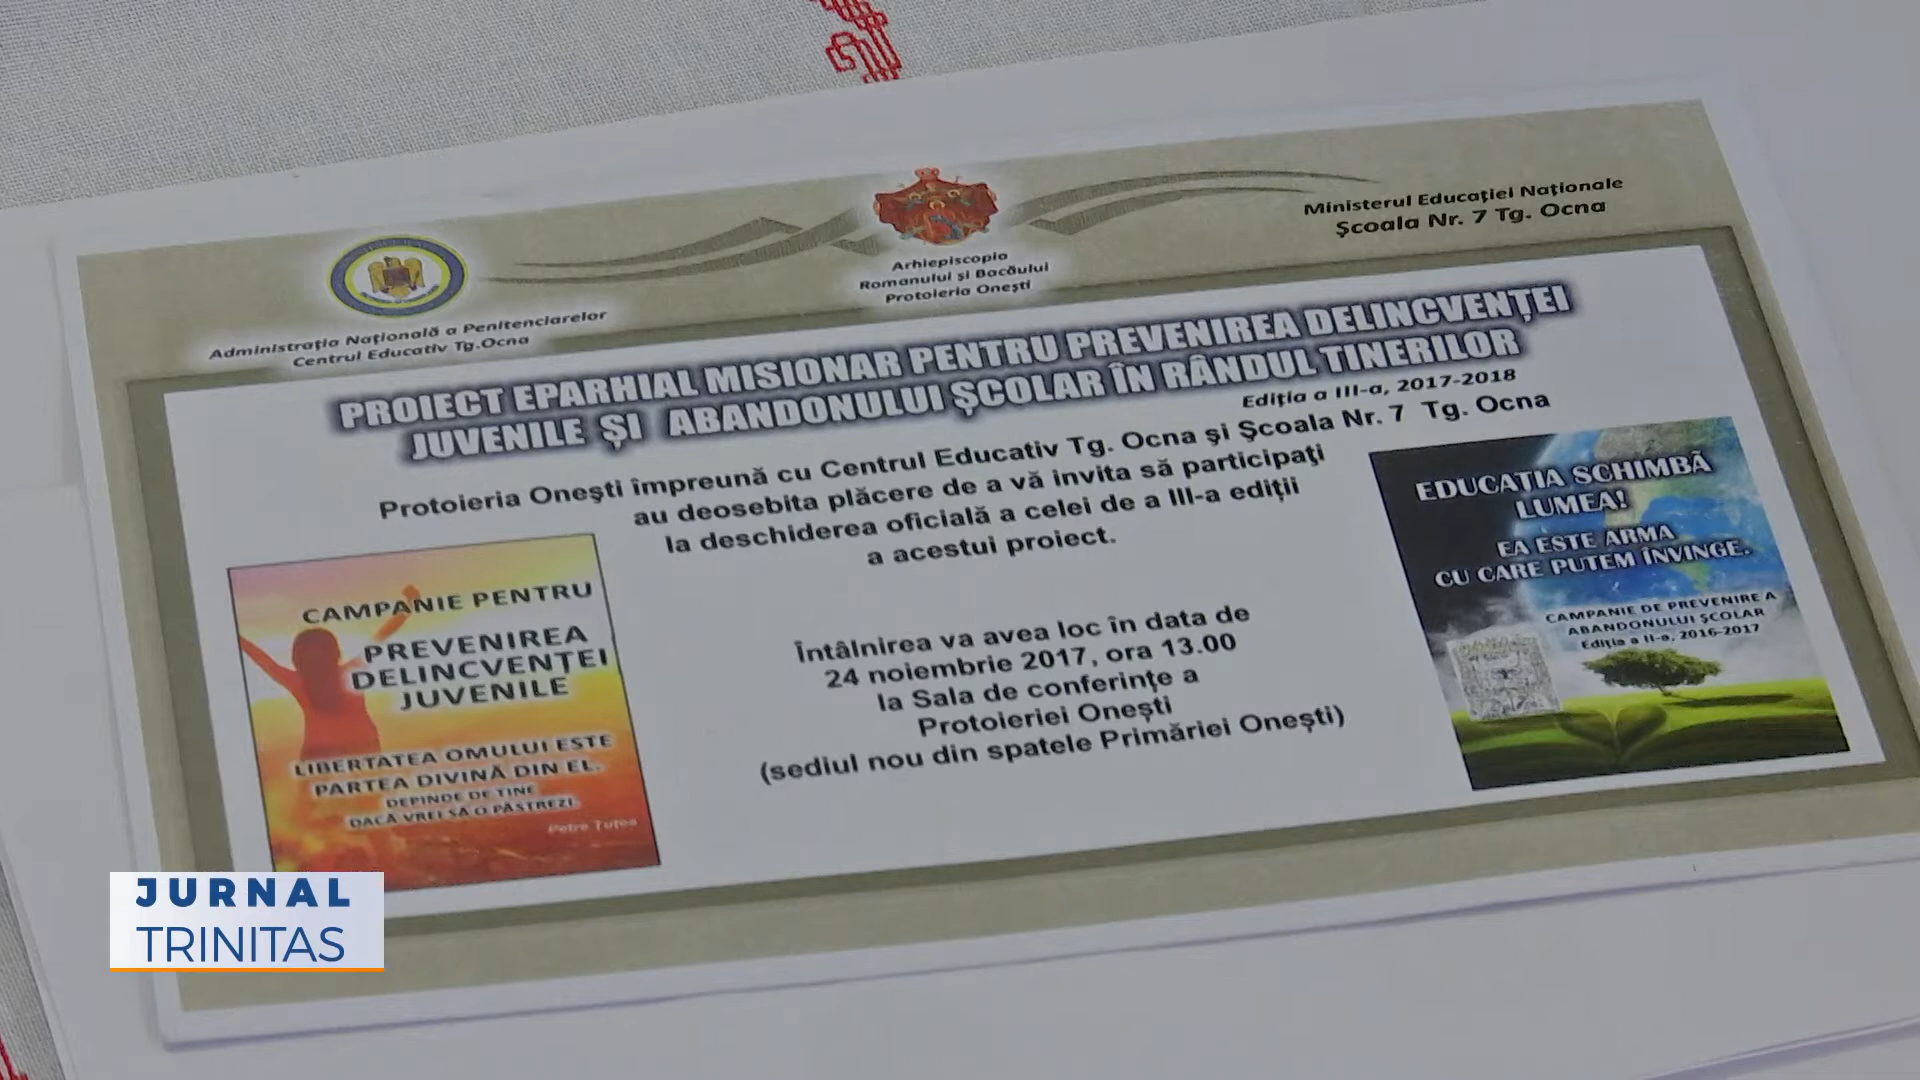 Administrația Națională a Penitenciarelor
Centrul Educativ Tg.Ocna
Arhiepiscopia
Romanului și Bacăului
Protoieria Onești
Ministerul Educației Naționale
Școala Nr. 7 Tg. Ocna
PROIECT EPARHIAL MISIONAR PENTRU PREVENIREA DELINCVENȚEI
JUVENILE ȘI ABANDONULUI ȘCOLAR ÎN RÂNDUL TINERILOR
Ediția a III-a, 2017-2018
Protoieria Onești împreună cu Centrul Educativ Tg. Ocna și Școala Nr. 7 Tg. Ocna
au deosebita plăcere de a vă invita să participați
la deschiderea oficială a celei de a III-a ediții
a acestui proiect.
Întâlnirea va avea loc în data de
24 noiembrie 2017, ora 13.00
la Sala de conferințe a
Protoieriei Onești
(sediul nou din spatele Primăriei Onești)
CAMPANIE PENTRU
PREVENIREA
DELINCVENȚEI
JUVENILE
LIBERTATEA OMULUI ESTE
PARTEA DIVINĂ DIN EL.
DEPINDE DE TINE
DACĂ VREI SĂ O PĂSTREZI.
Petre Tutea
EDUCAȚIA SCHIMBĂ
LUMEA!
EA ESTE ARMA
CU CARE PUTEM ÎNVINGE.
CAMPANIE DE PREVENIRE A
ABANDONULUI ȘCOLAR
Ediția a II-a, 2016-2017
JURNAL
TRINITAS